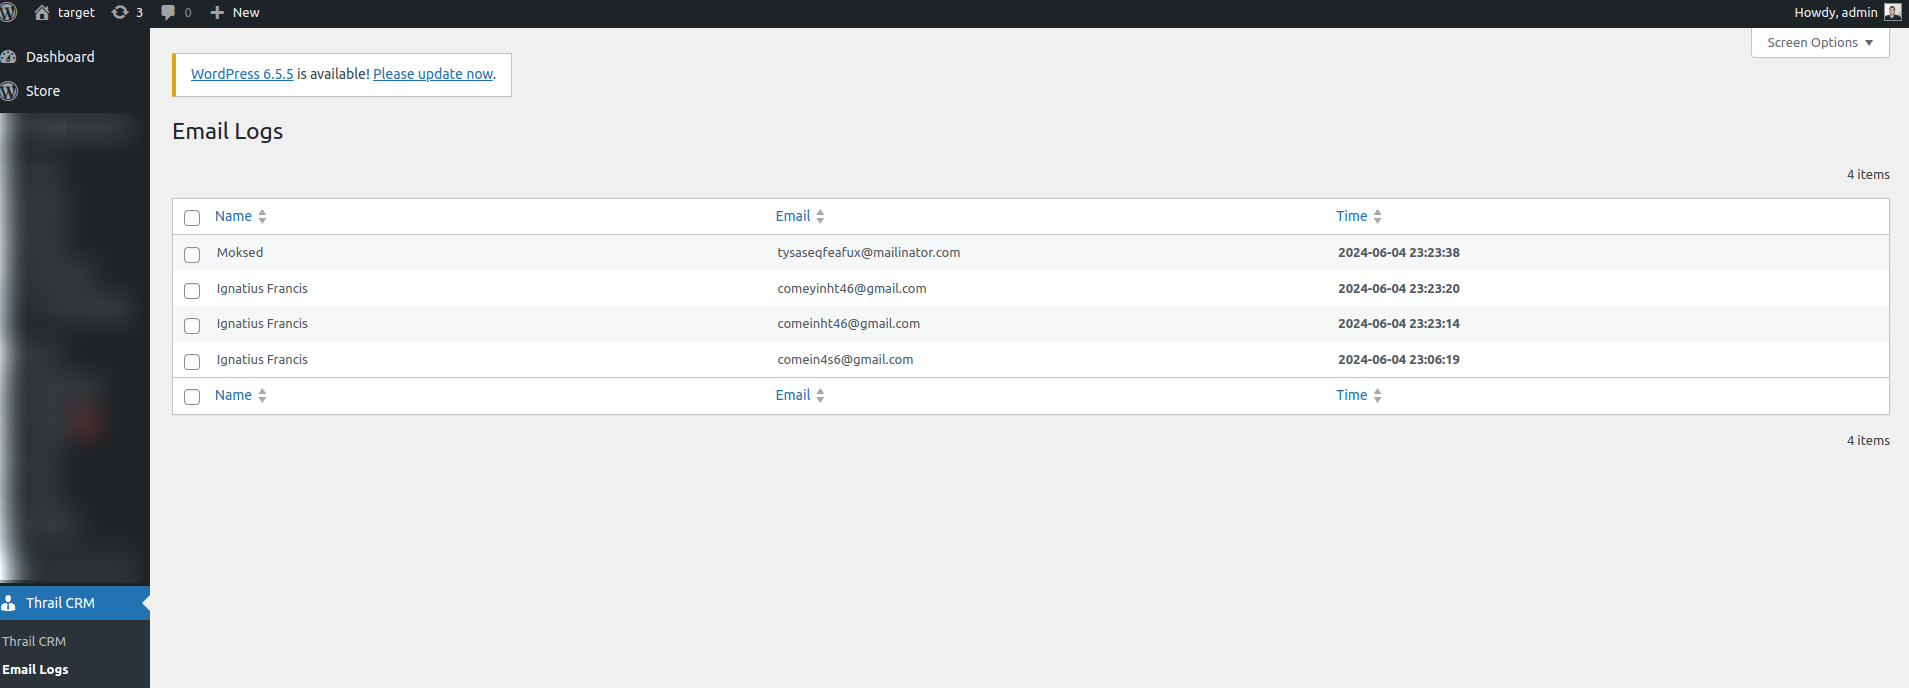 target 3 0 New Howdy, admin
Screen Options
Dashboard
Store
WordPress 6.5.5 is available! Please update now.
Email Logs
4 items
Name Email Time
Moksed tysaseqfeafux@mailinator.com 2024-06-04 23:23:38
Ignatius Francis comeyinht46@gmail.com 2024-06-04 23:23:20
Ignatius Francis comeinht46@gmail.com 2024-06-04 23:23:14
Ignatius Francis comein4s6@gmail.com 2024-06-04 23:06:19
Name Email Time
4 items
Thrail CRM
Thrail CRM
Email Logs